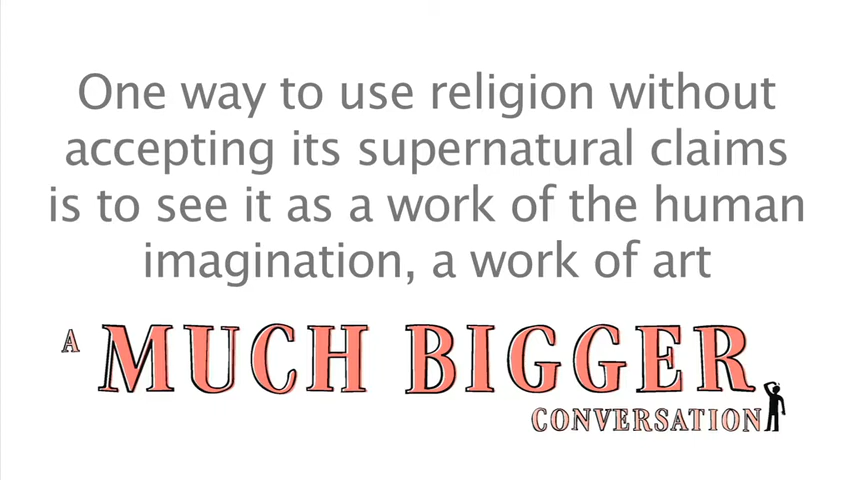 One way to use religion without
accepting its supernatural claims
is to see it as a work of the human
imagination, a work of art
A MUCH BIGGER
CONVERSATION